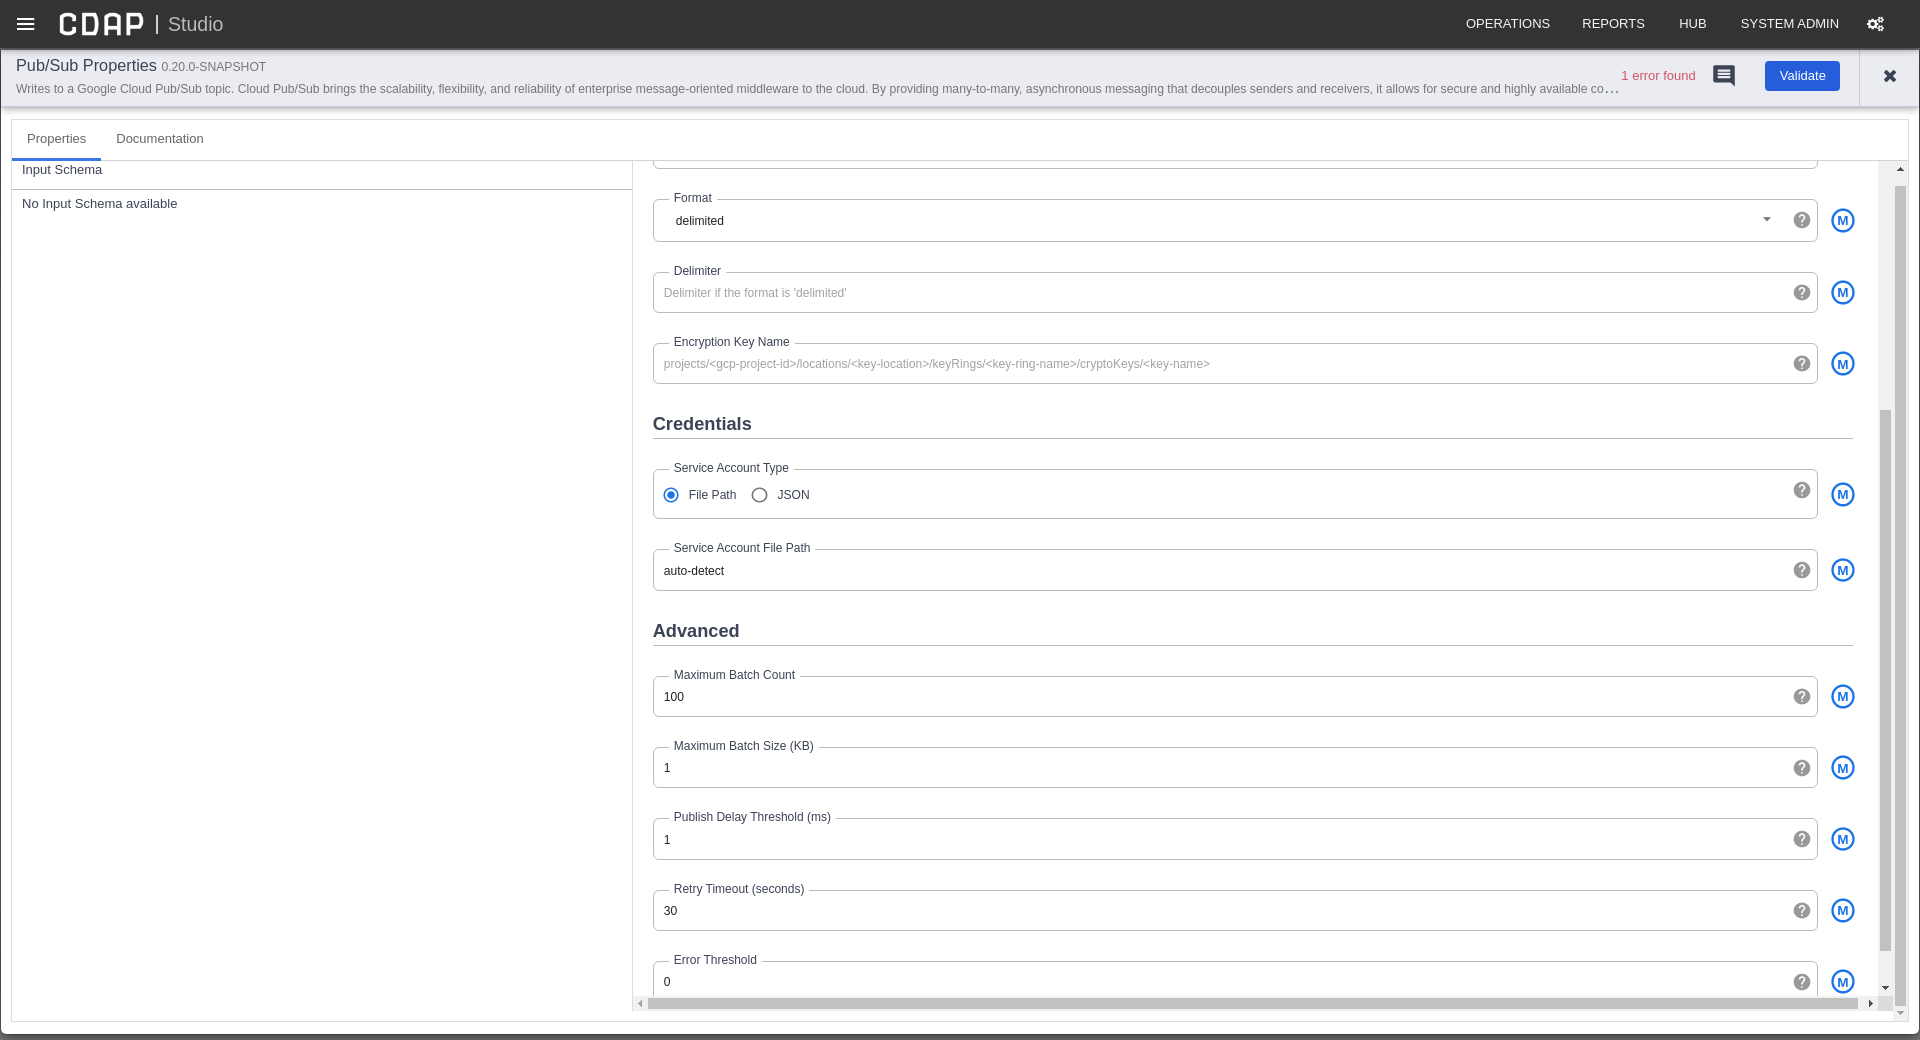 CDAP | Studio
OPERATIONS REPORTS HUB SYSTEM ADMIN
Pub/Sub Properties 0.20.0-SNAPSHOT
Writes to a Google Cloud Pub/Sub topic. Cloud Pub/Sub brings the scalability, flexibility, and reliability of enterprise message-oriented middleware to the cloud. By providing many-to-many, asynchronous messaging that decouples senders and receivers, it allows for secure and highly available co…
1 error found
Validate
Properties Documentation
Input Schema
No Input Schema available
Format
delimited
M
Delimiter
Delimiter if the format is 'delimited'
M
Encryption Key Name
projects/<gcp-project-id>/locations/<key-location>/keyRings/<key-ring-name>/cryptoKeys/<key-name>
M
Credentials
Service Account Type
File Path JSON
M
Service Account File Path
auto-detect
M
Advanced
Maximum Batch Count
100
M
Maximum Batch Size (KB)
1
M
Publish Delay Threshold (ms)
1
M
Retry Timeout (seconds)
30
M
Error Threshold
0
M